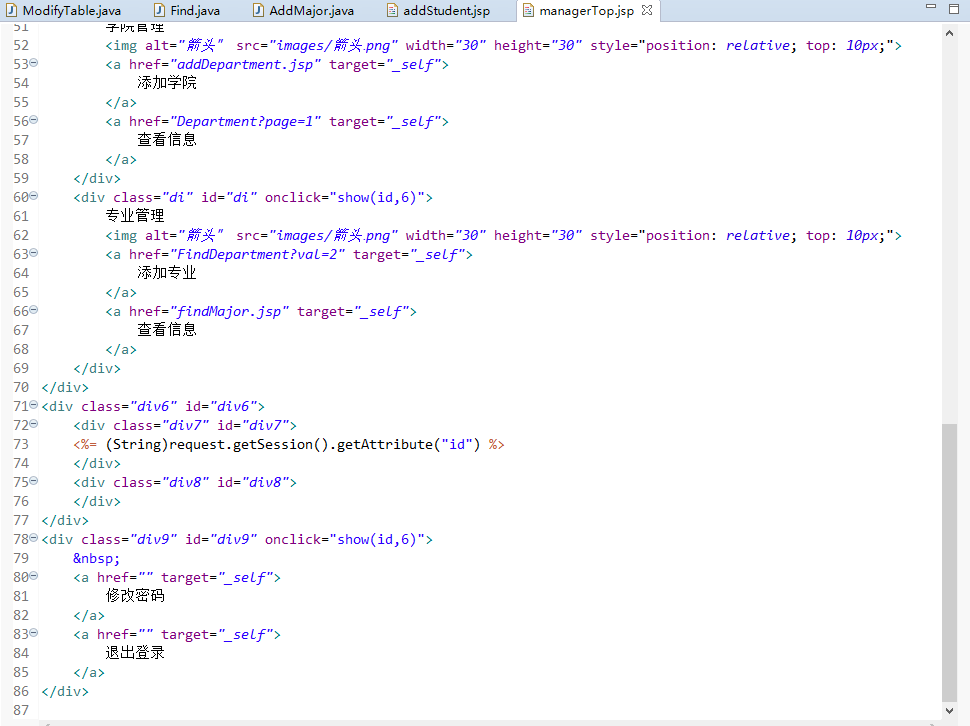 ModifyTable.java Find.java AddMajor.java addStudent.jsp managerTop.jsp
51 学院管理
52 <img alt="箭头" src="images/箭头.png" width="30" height="30" style="position: relative; top: 10px;">
53 <a href="addDepartment.jsp" target="_self">
54 添加学院
55 </a>
56 <a href="Department?page=1" target="_self">
57 查看信息
58 </a>
59 </div>
60 <div class="di" id="di" onclick="show(id,6)">
61 专业管理
62 <img alt="箭头" src="images/箭头.png" width="30" height="30" style="position: relative; top: 10px;">
63 <a href="FindDepartment?val=2" target="_self">
64 添加专业
65 </a>
66 <a href="findMajor.jsp" target="_self">
67 查看信息
68 </a>
69 </div>
70 </div>
71 <div class="div6" id="div6">
72 <div class="div7" id="div7">
73 <%= (String)request.getSession().getAttribute("id") %>
74 </div>
75 <div class="div8" id="div8">
76 </div>
77 </div>
78 <div class="div9" id="div9" onclick="show(id,6)">
79 &nbsp;
80 <a href="" target="_self">
81 修改密码
82 </a>
83 <a href="" target="_self">
84 退出登录
85 </a>
86 </div>
87